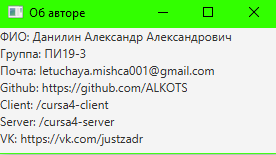 Об авторе
ФИО: Данилин Александр Александрович
Группа: ПИ19-3
Почта: letuchaya.mishca001@gmail.com
Github: https://github.com/ALKOTS
Client: /cursa4-client
Server: /cursa4-server
VK: https://vk.com/justzadr